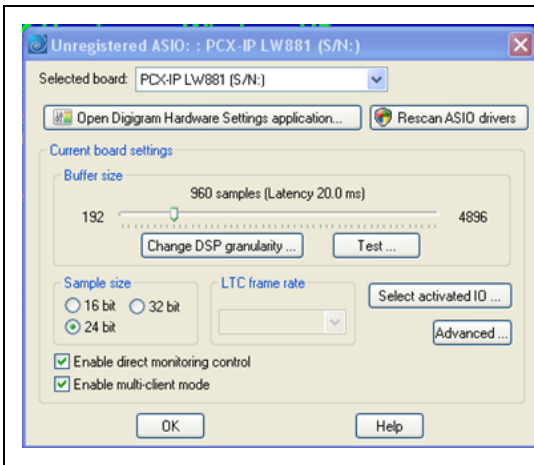 Unregistered ASIO: : PCX-IP LW881 (S/N:)
Selected board: PCX-IP LW881 (S/N:)
Open Digigram Hardware Settings application... Rescan ASIO drivers
Current board settings
Buffer size
960 samples (Latency 20.0 ms)
192 4896
Change DSP granularity ... Test ...
Sample size LTC frame rate
16 bit 32 bit Select activated IO ...
24 bit Advanced ...
Enable direct monitoring control
Enable multi-client mode
OK Help